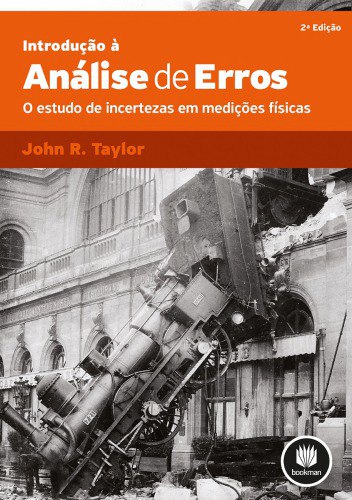 2ª Edição
Introdução à
Análise de Erros
O estudo de incertezas em medições físicas
John R. Taylor
bookman